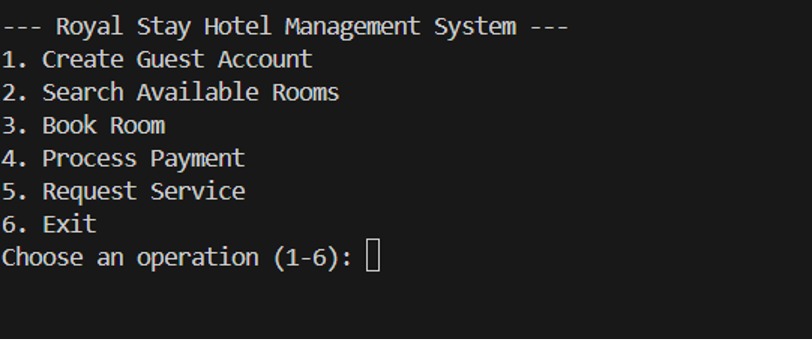 --- Royal Stay Hotel Management System ---
1. Create Guest Account
2. Search Available Rooms
3. Book Room
4. Process Payment
5. Request Service
6. Exit
Choose an operation (1-6):